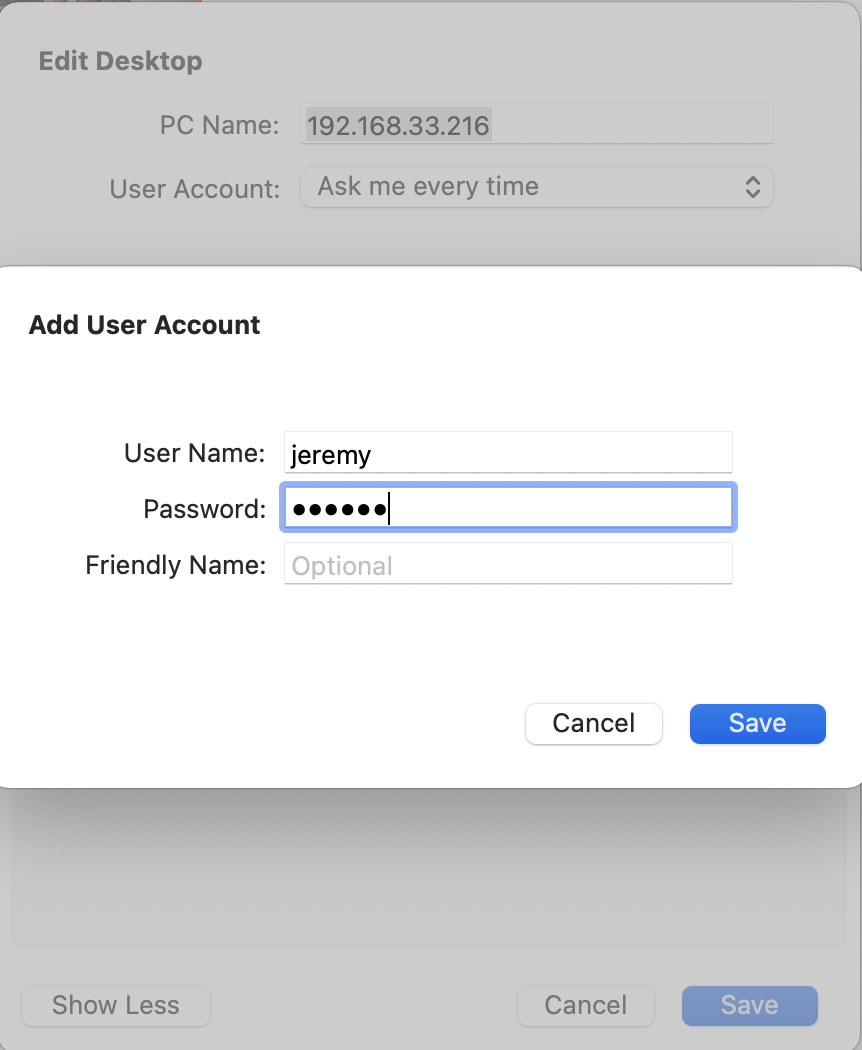 Edit Desktop
PC Name: 192.168.33.216
User Account: Ask me every time
Add User Account
User Name: jeremy
Password: ••••••
Friendly Name: Optional
Cancel Save
Show Less Cancel Save